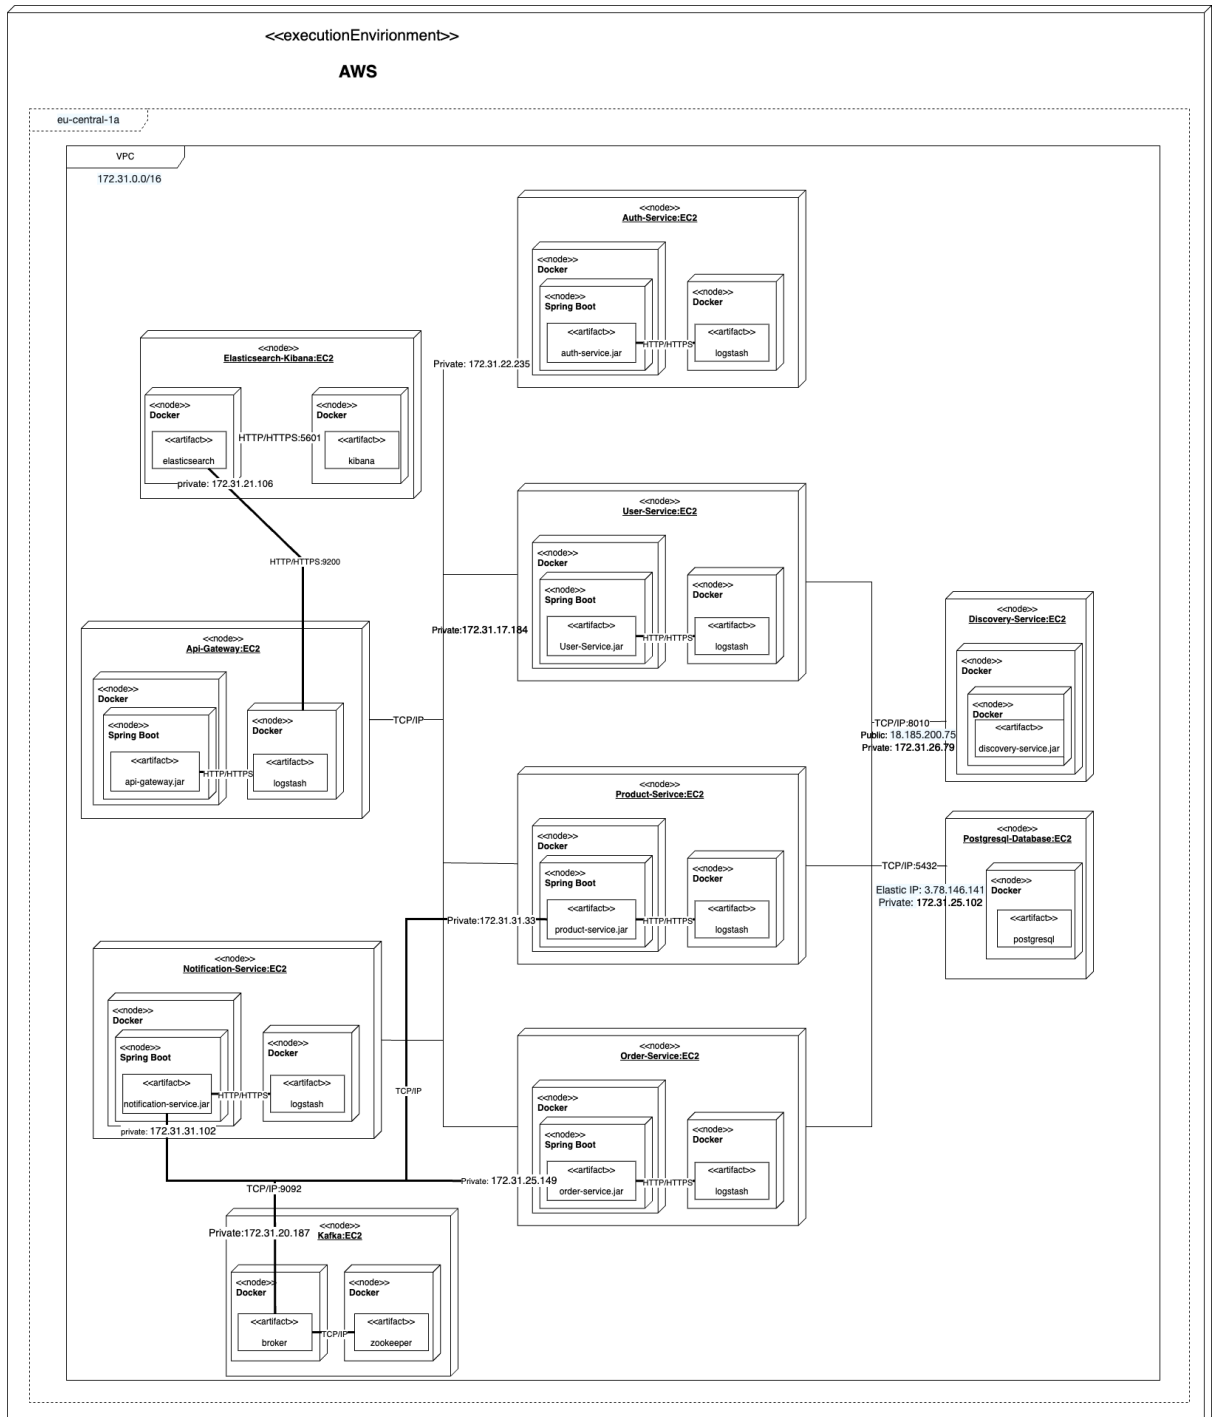 <<executionEnvirionment>>
AWS
eu-central-1a
VPC
172.31.0.0/16
<<node>>
Auth-Service:EC2
<<node>>
Docker
<<node>>
Spring Boot
<<artifact>>
auth-service.jar
HTTP/HTTPS
<<node>>
Docker
<<artifact>>
logstash
Private: 172.31.22.235
<<node>>
Elasticsearch-Kibana:EC2
<<node>>
Docker
<<artifact>>
elasticsearch
HTTP/HTTPS:5601
<<node>>
Docker
<<artifact>>
kibana
private: 172.31.21.106
HTTP/HTTPS:9200
<<node>>
User-Service:EC2
<<node>>
Docker
<<node>>
Spring Boot
<<artifact>>
User-Service.jar
HTTP/HTTPS
<<node>>
Docker
<<artifact>>
logstash
Private:172.31.17.184
<<node>>
Api-Gateway:EC2
<<node>>
Docker
<<node>>
Spring Boot
<<artifact>>
api-gateway.jar
HTTP/HTTPS
<<node>>
Docker
<<artifact>>
logstash
TCP/IP
<<node>>
Discovery-Service:EC2
<<node>>
Docker
<<node>>
Docker
<<artifact>>
discovery-service.jar
TCP/IP:8010
Public: 18.185.200.75
Private: 172.31.26.79
<<node>>
Product-Serivce:EC2
<<node>>
Docker
<<node>>
Spring Boot
<<artifact>>
product-service.jar
HTTP/HTTPS
<<node>>
Docker
<<artifact>>
logstash
Private:172.31.31.33
<<node>>
Postgresql-Database:EC2
TCP/IP:5432
Elastic IP: 3.78.146.141
Private: 172.31.25.102
<<node>>
Docker
<<artifact>>
postgresql
<<node>>
Notification-Service:EC2
<<node>>
Docker
<<node>>
Spring Boot
<<artifact>>
notification-service.jar
HTTP/HTTPS
<<node>>
Docker
<<artifact>>
logstash
private: 172.31.31.102
TCP/IP
<<node>>
Order-Service:EC2
<<node>>
Docker
<<node>>
Spring Boot
<<artifact>>
order-service.jar
HTTP/HTTPS
<<node>>
Docker
<<artifact>>
logstash
Private: 172.31.25.149
TCP/IP:9092
Private:172.31.20.187
<<node>>
Kafka:EC2
<<node>>
Docker
<<artifact>>
broker
TCP/IP
<<node>>
Docker
<<artifact>>
zookeeper